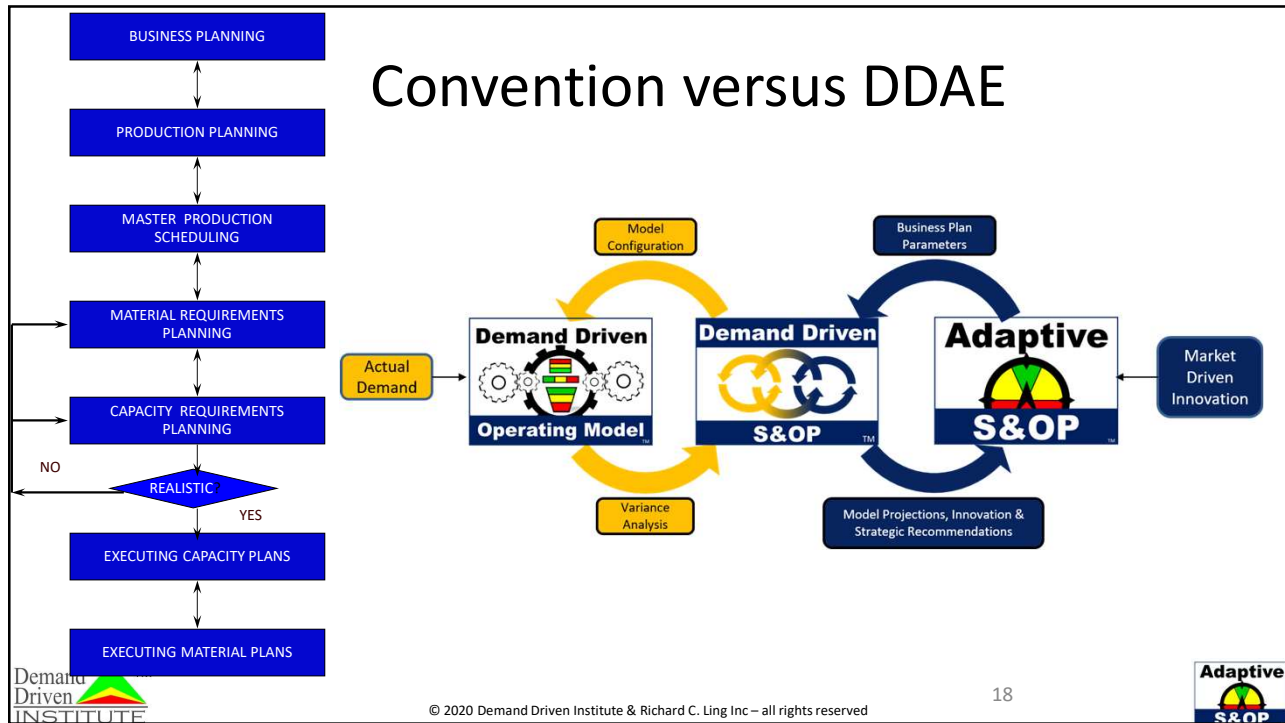 Convention versus DDAE
BUSINESS PLANNING
PRODUCTION PLANNING
MASTER PRODUCTION
SCHEDULING
MATERIAL REQUIREMENTS
PLANNING
CAPACITY REQUIREMENTS
PLANNING
NO
REALISTIC?
YES
EXECUTING CAPACITY PLANS
EXECUTING MATERIAL PLANS
Model
Configuration
Business Plan
Parameters
Actual
Demand
Demand Driven
Operating Model
TM
Demand Driven
S&OP
TM
Adaptive
S&OP
TM
Market
Driven
Innovation
Variance
Analysis
Model Projections, Innovation &
Strategic Recommendations
Demand
Driven
INSTITUTE
© 2020 Demand Driven Institute & Richard C. Ling Inc – all rights reserved
18
Adaptive
S&OP